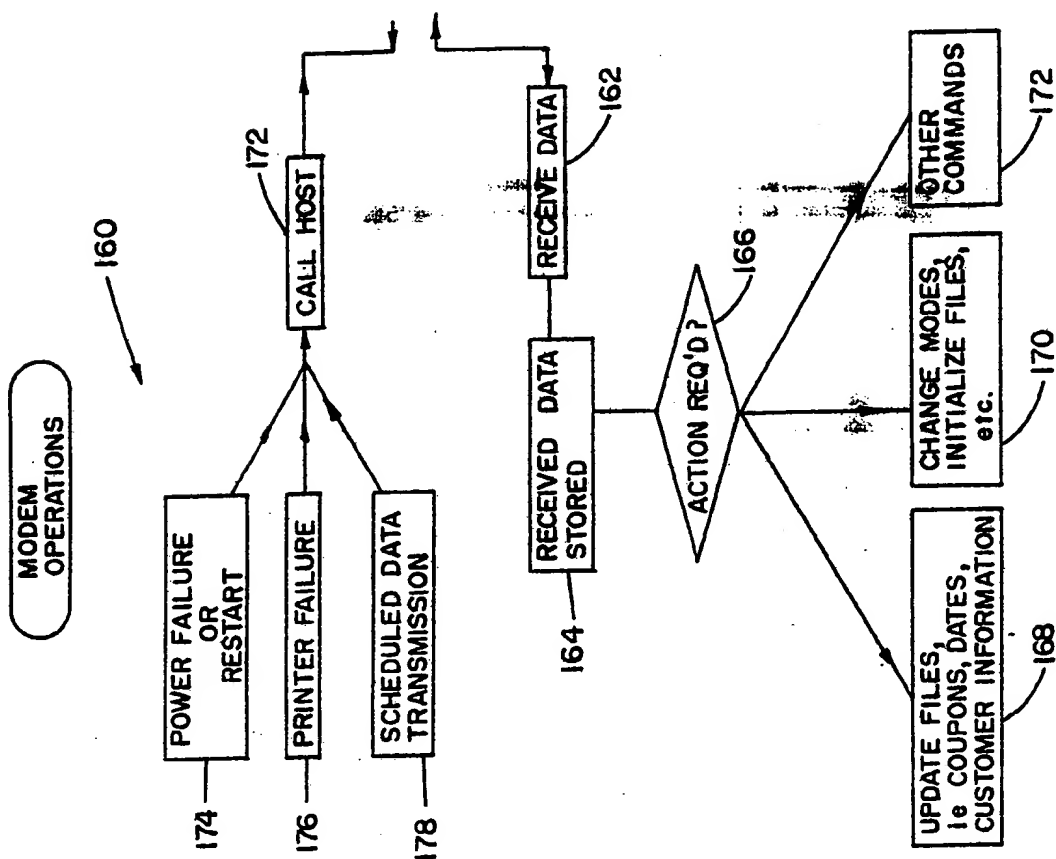 MODEM
OPERATIONS
160
174
POWER FAILURE
OR
RESTART
176
PRINTER FAILURE
178
SCHEDULED DATA
TRANSMISSION
172
CALL HOST
162
RECEIVE DATA
164
RECEIVED DATA
STORED
166
ACTION REQ'D?
168
UPDATE FILES,
ie COUPONS, DATES,
CUSTOMER INFORMATION
170
CHANGE MODES,
INITIALIZE FILES,
etc.
172
OTHER
COMMANDS